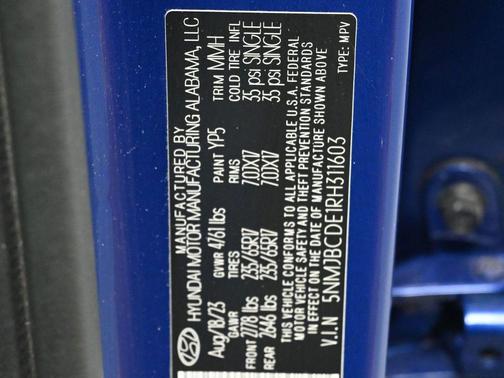 MANUFACTURED BY
HYUNDAI MOTOR MANUFACTURING ALABAMA, LLC
Aug/18/23 GVWR 4761 lbs PAINT YP5 TRIM MMH
GAWR TIRES RIMS COLD TIRE INFL
FRONT 2778 lbs 235/65R17 7.0JX17 35 psi SINGLE
REAR 2646 lbs 235/65R17 7.0JX17 35 psi SINGLE
THIS VEHICLE CONFORMS TO ALL APPLICABLE U.S.A. FEDERAL
MOTOR VEHICLE SAFETY AND THEFT PREVENTION STANDARDS
IN EFFECT ON THE DATE OF MANUFACTURE SHOWN ABOVE
V.I.N 5NMJBCDE1RH311603 TYPE: MPV